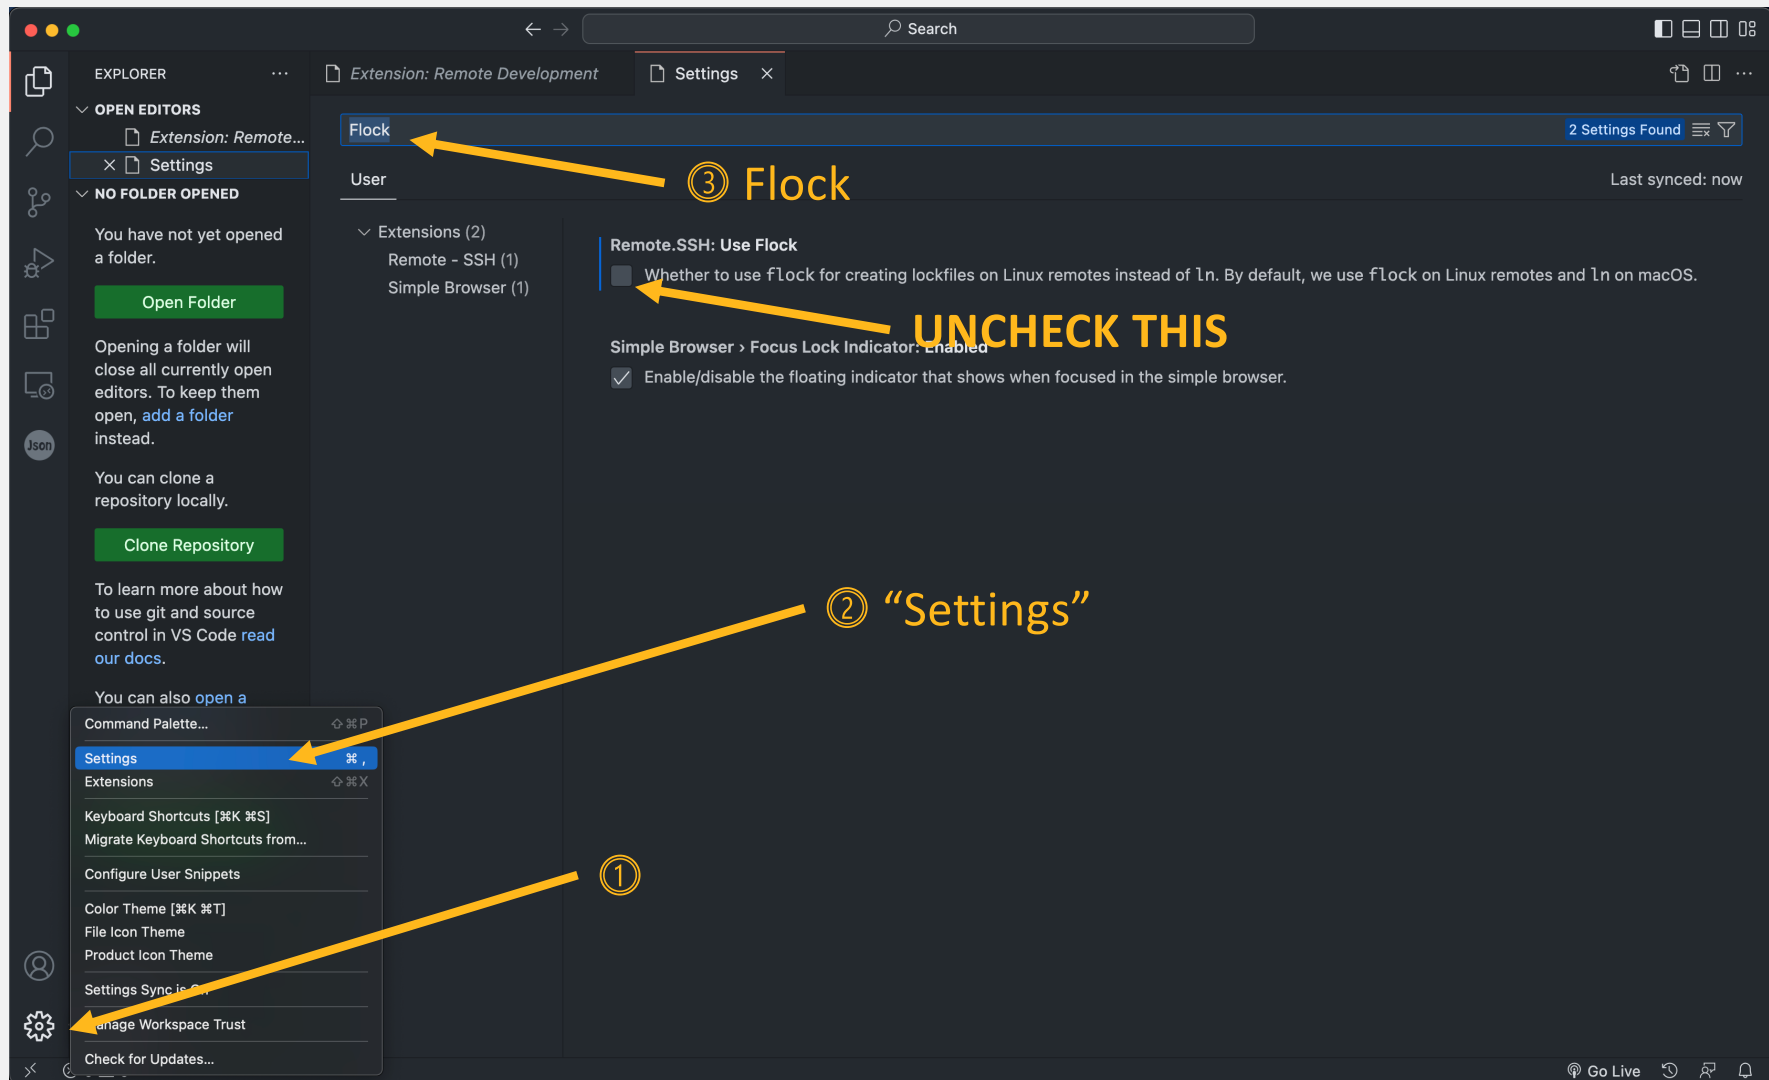 Search
EXPLORER
Extension: Remote Development
Settings
OPEN EDITORS
Extension: Remote...
Settings
NO FOLDER OPENED
You have not yet opened
a folder.
Open Folder
Opening a folder will
close all currently open
editors. To keep them
open, add a folder
instead.
You can clone a
repository locally.
Clone Repository
To learn more about how
to use git and source
control in VS Code read
our docs.
You can also open a
Json
Flock
2 Settings Found
③ Flock
User
Last synced: now
Extensions (2)
Remote - SSH (1)
Simple Browser (1)
Remote.SSH: Use Flock
Whether to use flock for creating lockfiles on Linux remotes instead of ln. By default, we use flock on Linux remotes and ln on macOS.
UNCHECK THIS
Simple Browser › Focus Lock Indicator: Enabled
Enable/disable the floating indicator that shows when focused in the simple browser.
② “Settings”
①
Command Palette... ⇧⌘P
Settings ⌘ ,
Extensions ⇧⌘X
Keyboard Shortcuts [⌘K ⌘S]
Migrate Keyboard Shortcuts from...
Configure User Snippets
Color Theme [⌘K ⌘T]
File Icon Theme
Product Icon Theme
Settings Sync is On
Manage Workspace Trust
Check for Updates...
Go Live